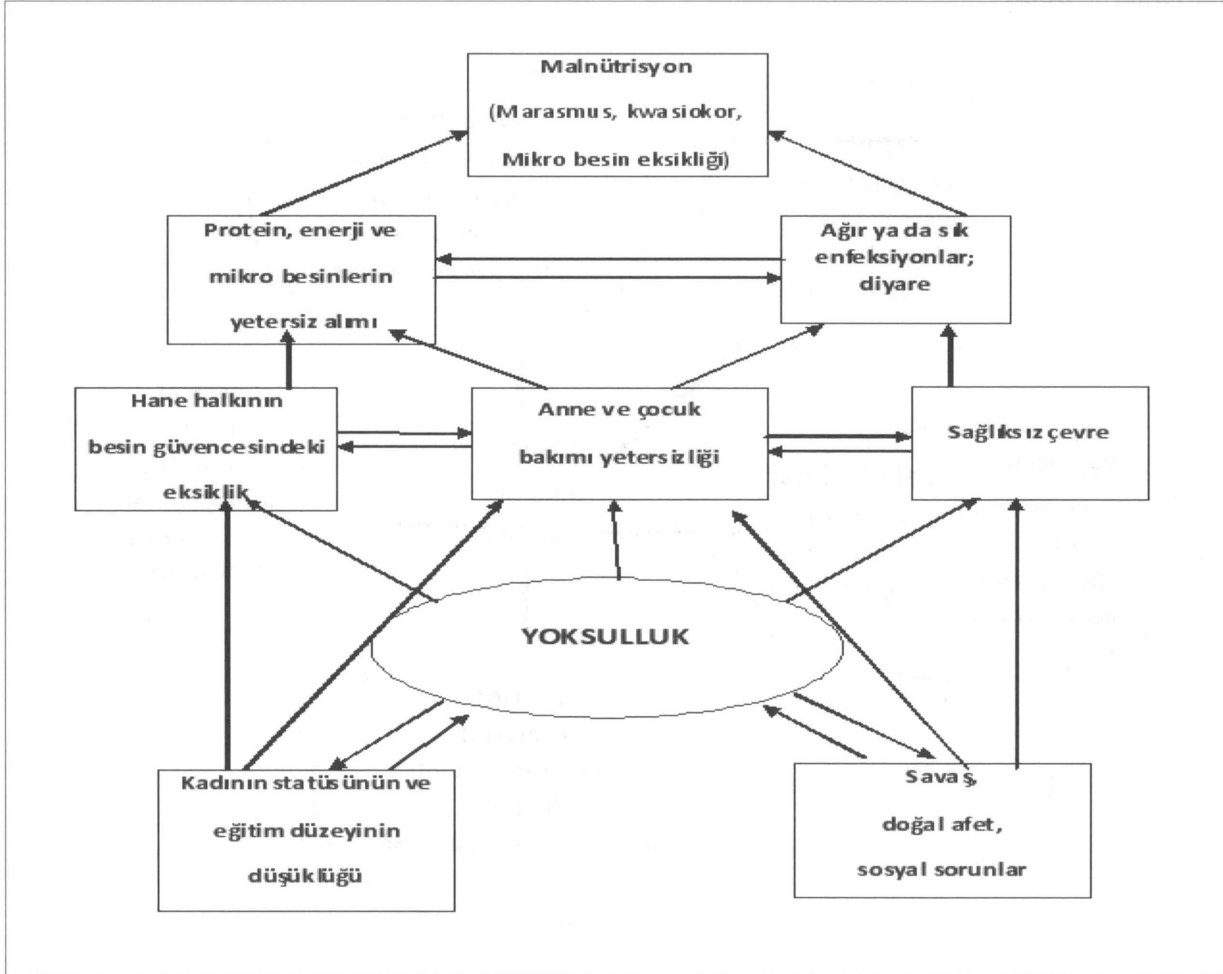 Malnütrisyon
(Marasmus, kwasiokor,
Mikro besin eksikliği)
Protein, enerji ve
mikro besinlerin
yetersiz alımı
Ağır ya da sık
enfeksiyonlar;
diyare
Hane halkının
besin güvencesindeki
eksiklik
Anne ve çocuk
bakımı yetersizliği
Sağlıksız çevre
YOKSULLUK
Kadının statüsünün ve
eğitim düzeyinin
düşüklüğü
Savaş,
doğal afet,
sosyal sorunlar